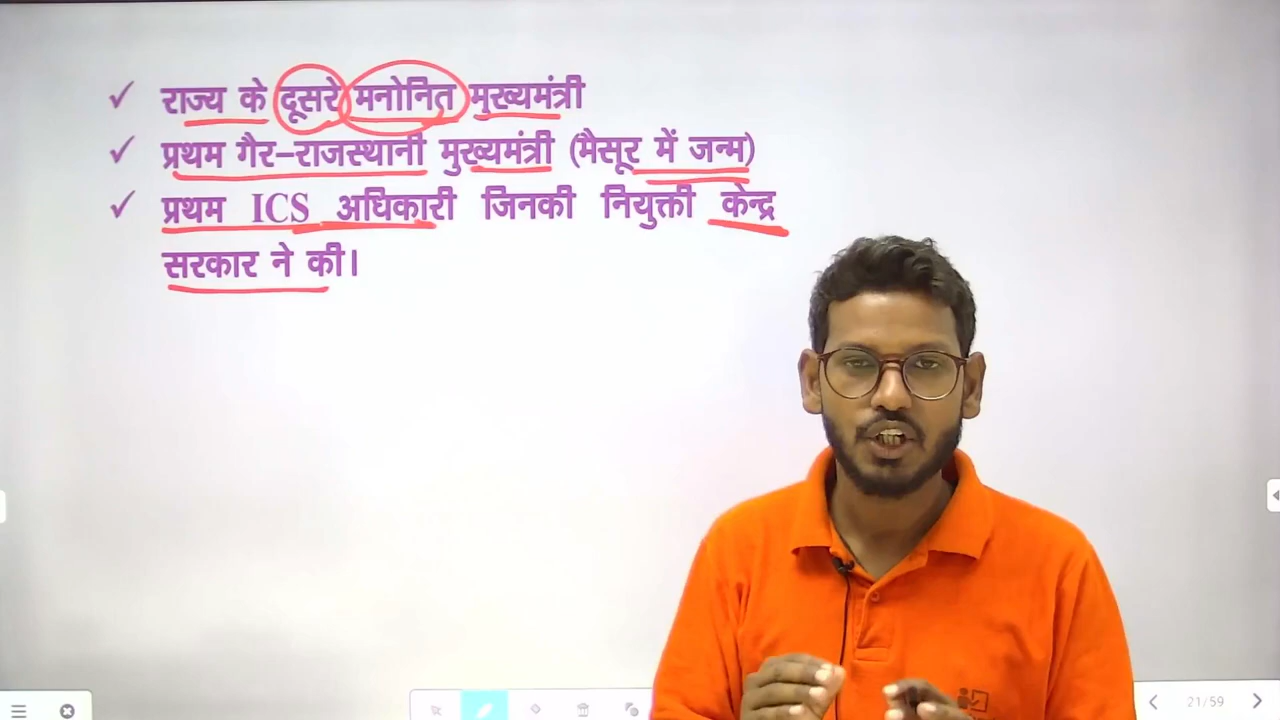 ✓ राज्य के दूसरे मनोनित मुख्यमंत्री
✓ प्रथम गैर-राजस्थानी मुख्यमंत्री (मैसूर में जन्म)
✓ प्रथम ICS अधिकारी जिनकी नियुक्ती केन्द्र
सरकार ने की।
21/59